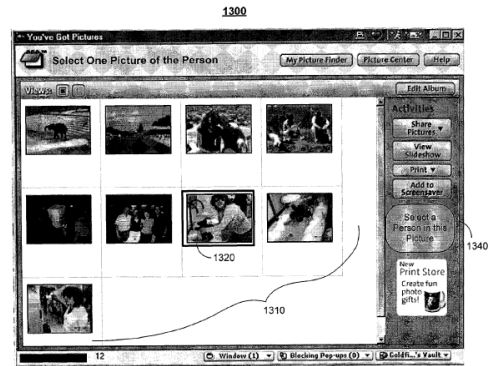 1300
You've Got Pictures
Select One Picture of the Person
My Picture Finder
Picture Center
Help
Views:
Edit Album
Activities
Share
Pictures
View
Slideshow
Print
Add to
Screensaver
Select a
Person in this
Picture
1340
1320
New
Print Store
Create fun
photo
gifts!
1310
12
Window (1)
Blocking Pop-ups (0)
Goldfi...'s Vault